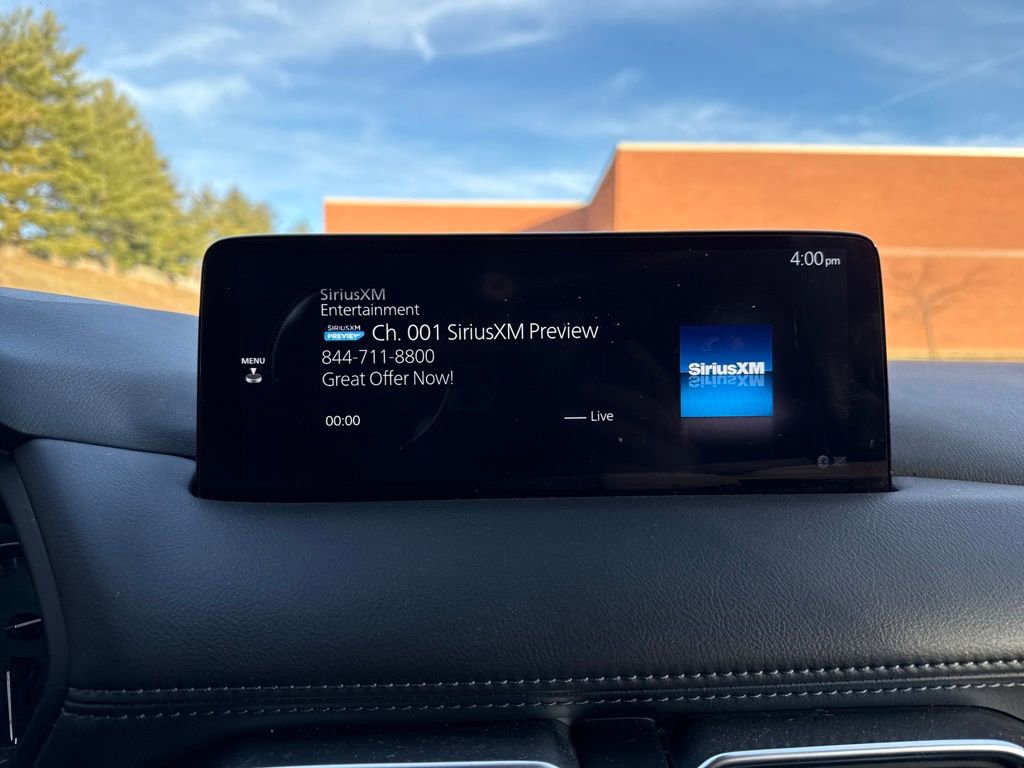 4:00pm
SiriusXM
Entertainment
SIRIUSXM
PREVIEW
Ch. 001 SiriusXM Preview
844-711-8800
Great Offer Now!
MENU
00:00
Live
SiriusXM